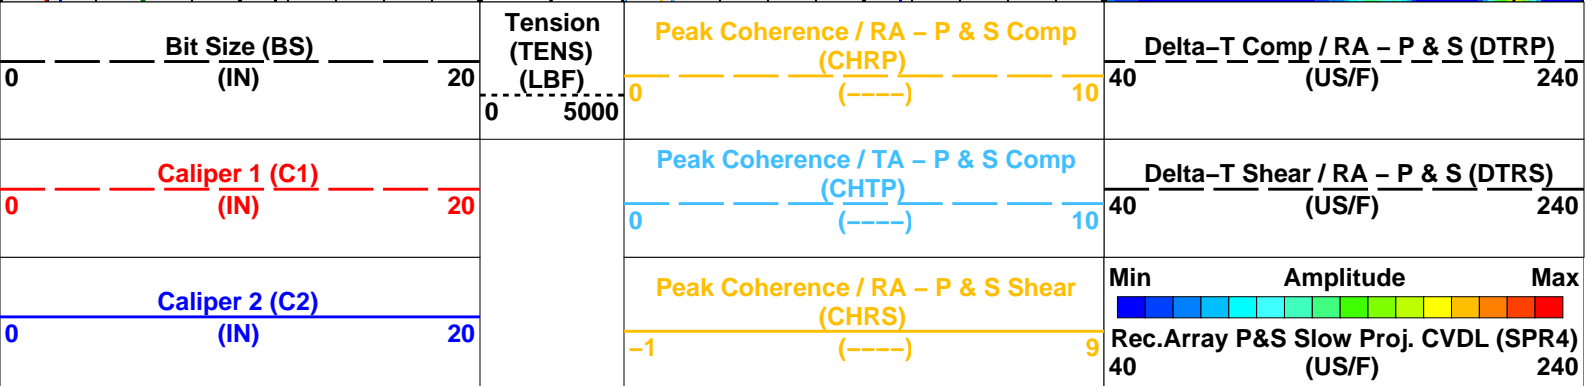 Bit Size (BS)
0 (IN) 20
Tension
(TENS)
(LBF)
0 5000
Peak Coherence / RA – P & S Comp
(CHRP)
0 (––––) 10
Delta–T Comp / RA – P & S (DTRP)
40 (US/F) 240
Caliper 1 (C1)
0 (IN) 20
Peak Coherence / TA – P & S Comp
(CHTP)
0 (––––) 10
Delta–T Shear / RA – P & S (DTRS)
40 (US/F) 240
Caliper 2 (C2)
0 (IN) 20
Peak Coherence / RA – P & S Shear
(CHRS)
–1 (––––) 9
Min Amplitude Max
Rec.Array P&S Slow Proj. CVDL (SPR4)
40 (US/F) 240